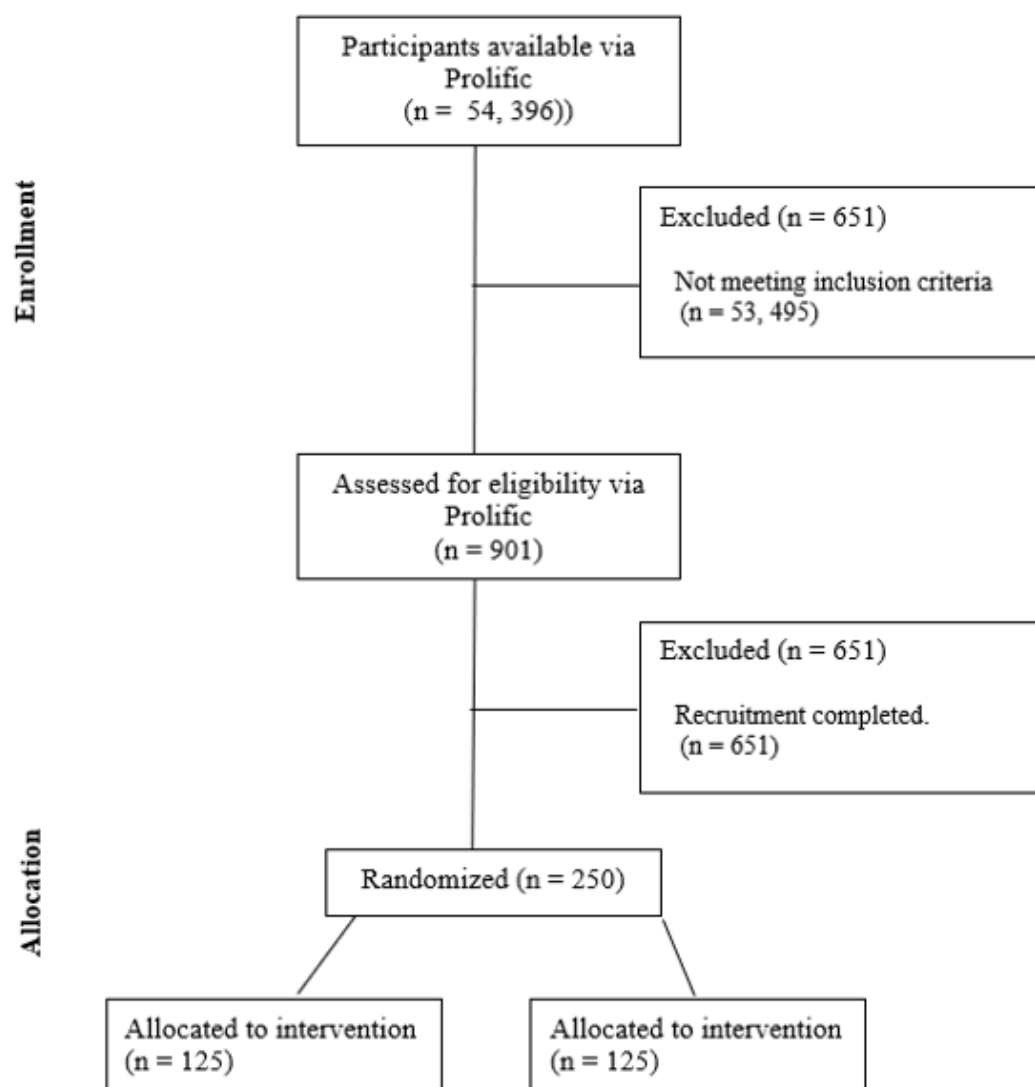 Participants available via
Prolific
(n =  54, 396))
Enrollment
Excluded (n = 651)
Not meeting inclusion criteria
(n = 53, 495)
Assessed for eligibility via
Prolific
(n = 901)
Excluded (n = 651)
Recruitment completed.
(n = 651)
Allocation
Randomized (n = 250)
Allocated to intervention
(n = 125)
Allocated to intervention
(n = 125)